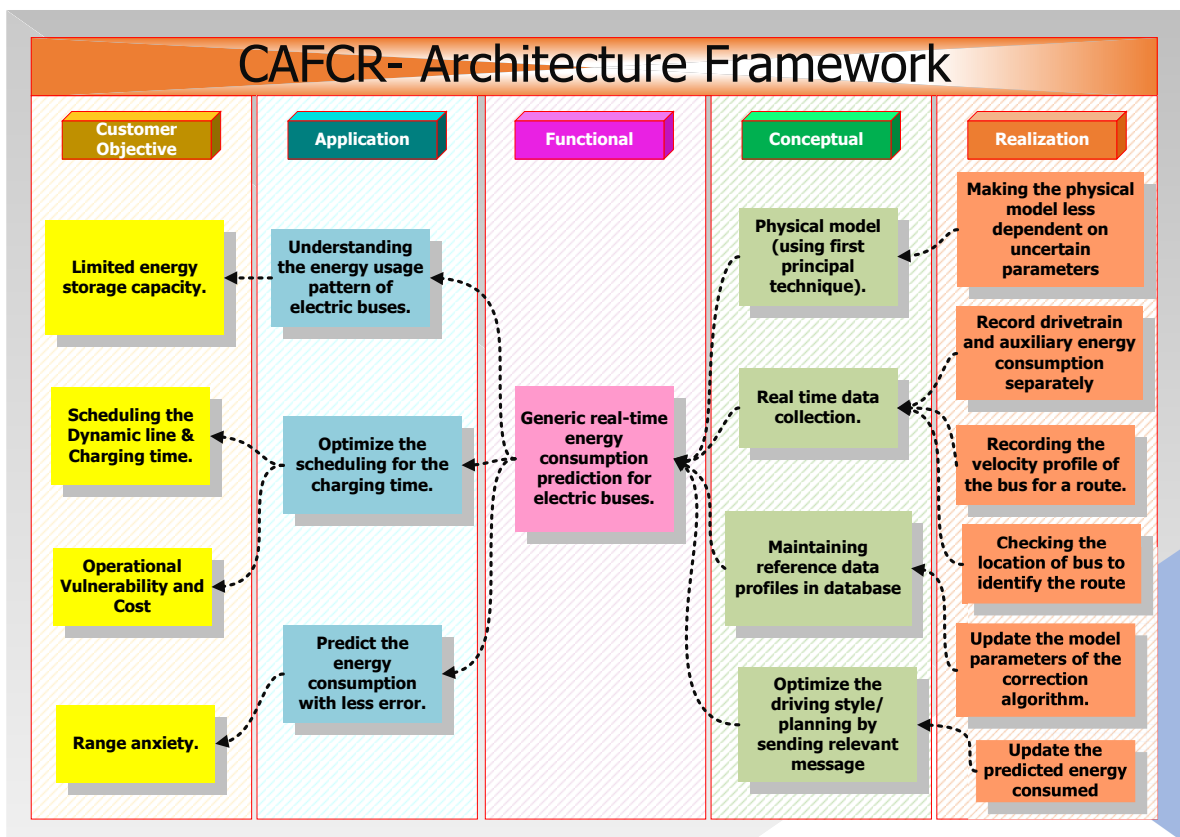 CAFCR- Architecture Framework
Customer
Objective
Application
Functional
Conceptual
Realization
Limited energy
storage capacity.
Scheduling the
Dynamic line &
Charging time.
Operational
Vulnerability and
Cost
Range anxiety.
Understanding
the energy usage
pattern of
electric buses.
Optimize the
scheduling for the
charging time.
Predict the
energy
consumption
with less error.
Generic real-time
energy
consumption
prediction for
electric buses.
Physical model
(using first
principal
technique).
Real time data
collection.
Maintaining
reference data
profiles in database
Optimize the
driving style/
planning by
sending relevant
message
Making the physical
model less
dependent on
uncertain
parameters
Record drivetrain
and auxiliary energy
consumption
separately
Recording the
velocity profile of
the bus for a route.
Checking the
location of bus to
identify the route
Update the model
parameters of the
correction
algorithm.
Update the
predicted energy
consumed